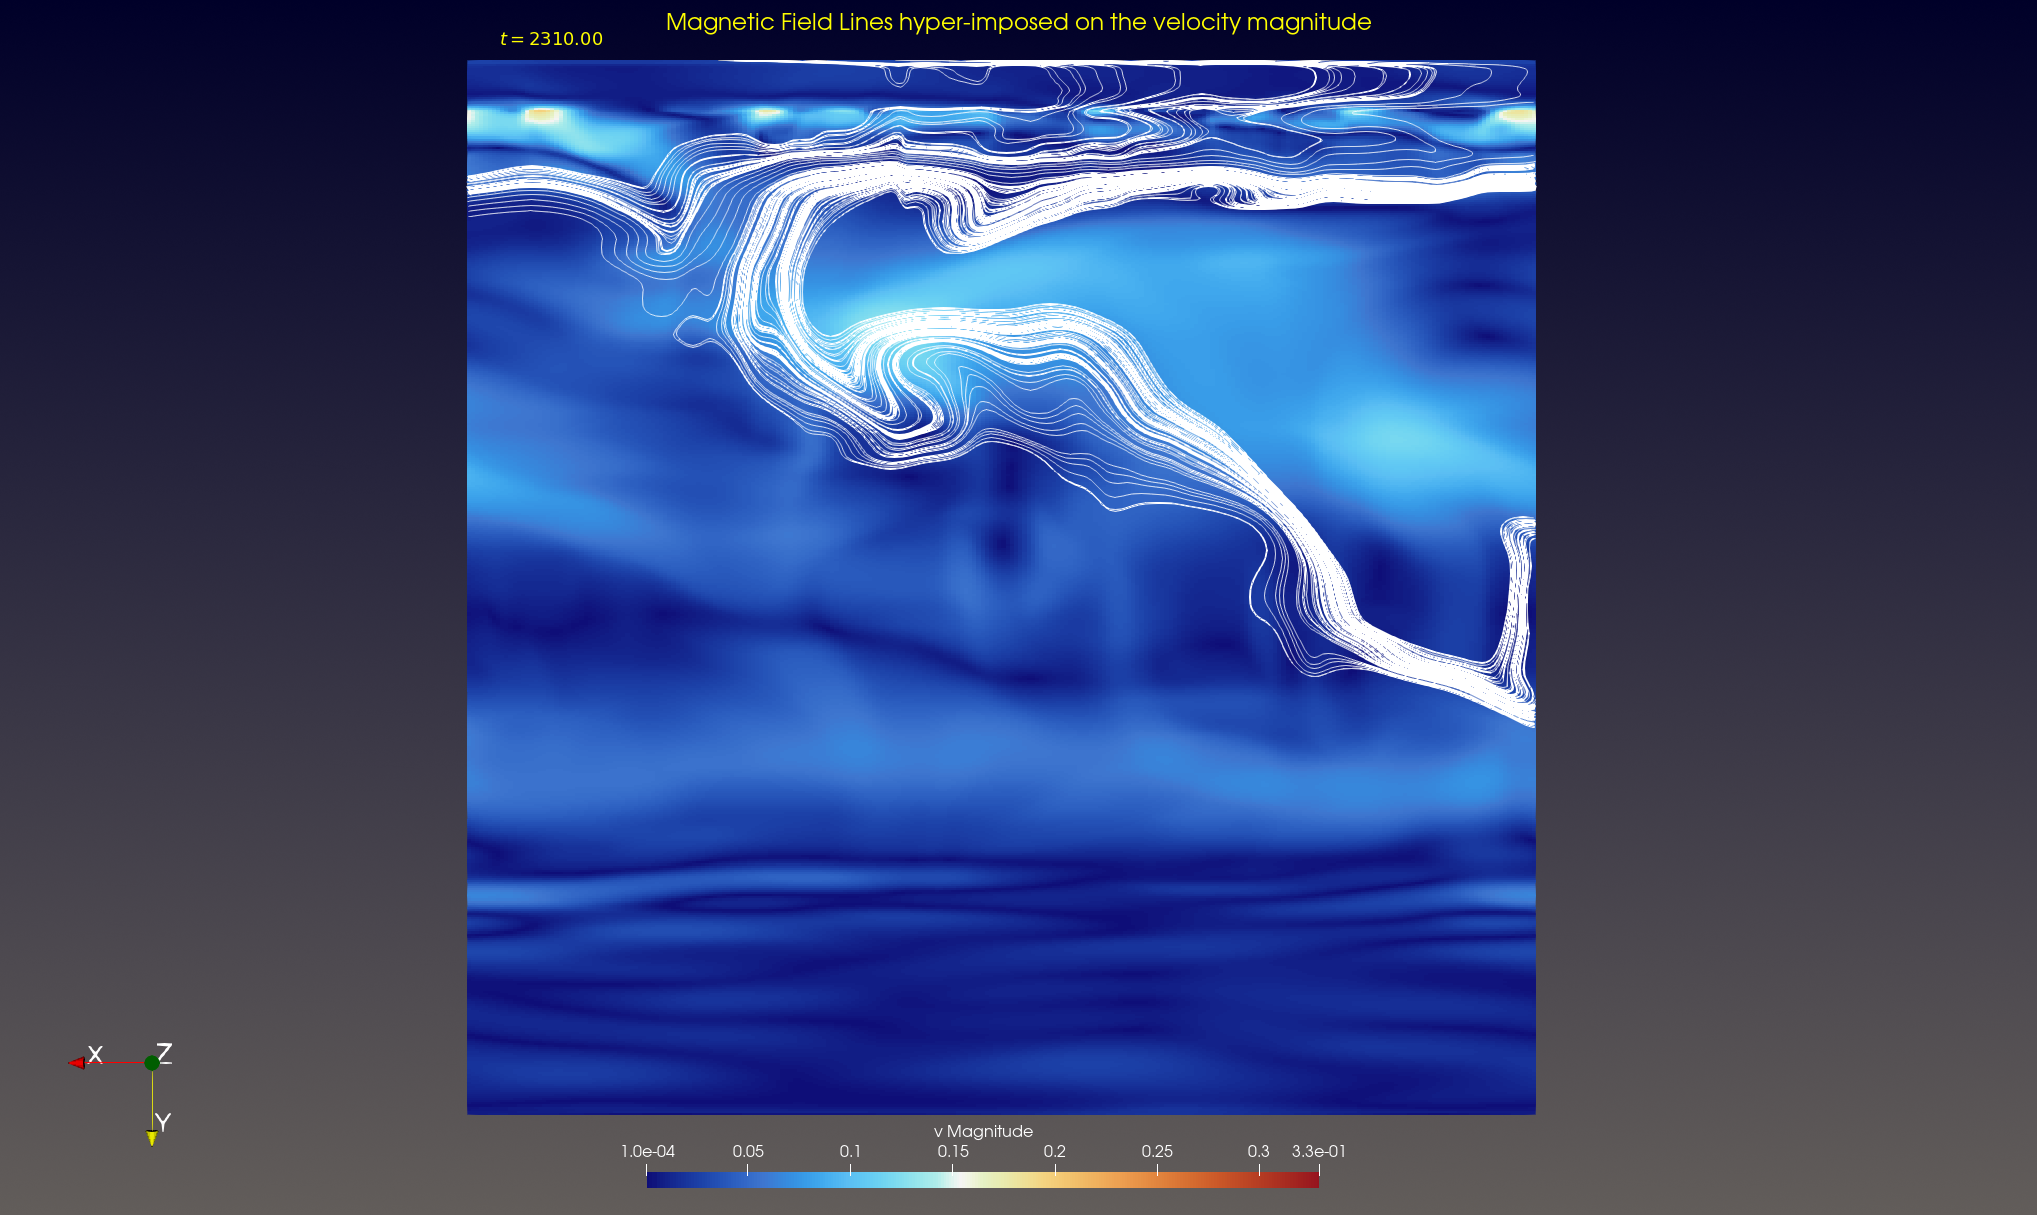 Magnetic Field Lines hyper-imposed on the velocity magnitude
t = 2310.00
X
Z
Y
v Magnitude
1.0e-04 0.05 0.1 0.15 0.2 0.25 0.3 3.3e-01